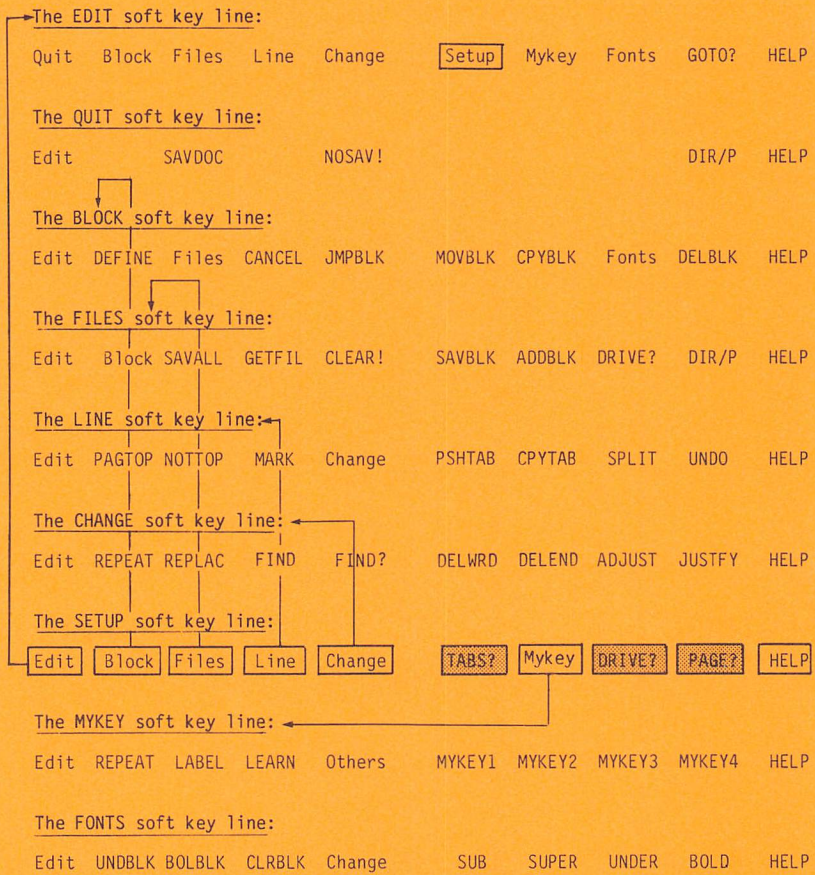 The EDIT soft key line:
Quit Block Files Line Change Setup Mykey Fonts GOTO? HELP
The QUIT soft key line:
Edit SAVDOC NOSAV! DIR/P HELP
The BLOCK soft key line:
Edit DEFINE Files CANCEL JMPBLK MOVBLK CPYBLK Fonts DELBLK HELP
The FILES soft key line:
Edit Block SAVALL GETFIL CLEAR! SAVBLK ADDBLK DRIVE? DIR/P HELP
The LINE soft key line:
Edit PAGTOP NOTTOP MARK Change PSHTAB CPYTAB SPLIT UNDO HELP
The CHANGE soft key line:
Edit REPEAT REPLAC FIND FIND? DELWRD DELEND ADJUST JUSTFY HELP
The SETUP soft key line:
Edit Block Files Line Change TABS? Mykey DRIVE? PAGE? HELP
The MYKEY soft key line:
Edit REPEAT LABEL LEARN Others MYKEY1 MYKEY2 MYKEY3 MYKEY4 HELP
The FONTS soft key line:
Edit UNDBLK BOLBLK CLRBLK Change SUB SUPER UNDER BOLD HELP